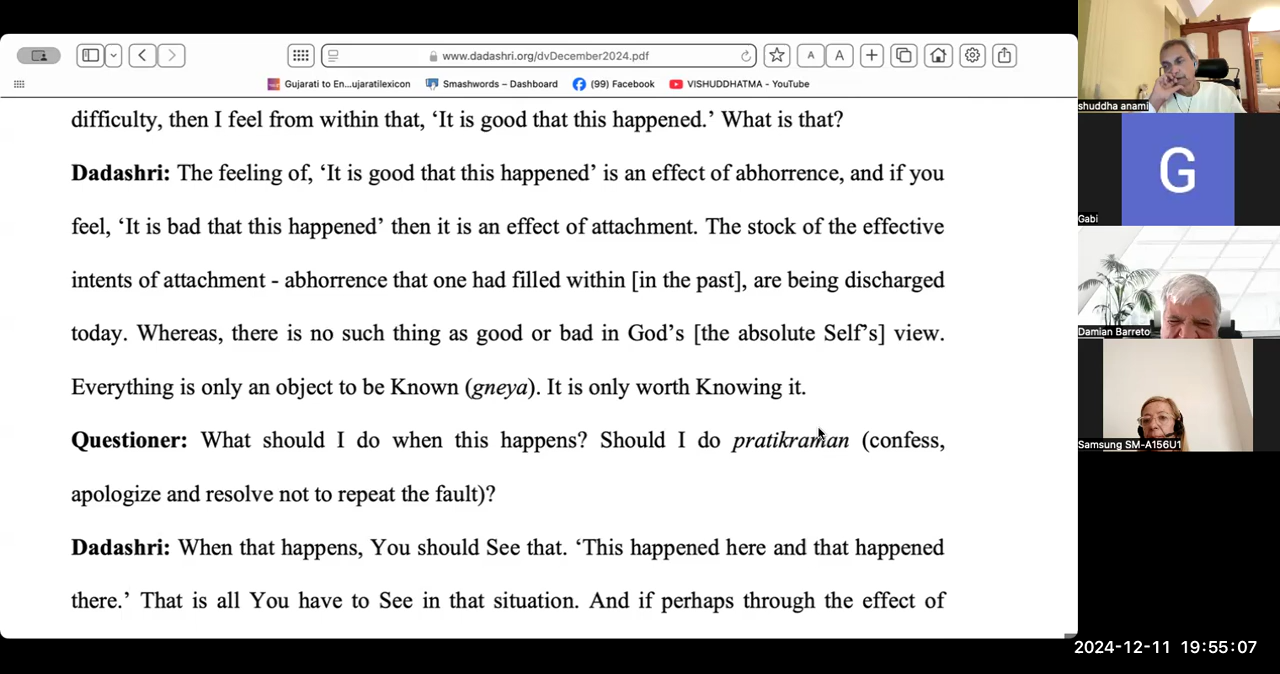 www.dadashri.org/dvDecember2024.pdf
A A
Gujarati to En...ujaratilexicon Smashwords – Dashboard (99) Facebook VISHUDDHATMA - YouTube
difficulty, then I feel from within that, ‘It is good that this happened.’ What is that?
Dadashri: The feeling of, ‘It is good that this happened’ is an effect of abhorrence, and if you
feel, ‘It is bad that this happened’ then it is an effect of attachment. The stock of the effective
intents of attachment - abhorrence that one had filled within [in the past], are being discharged
today. Whereas, there is no such thing as good or bad in God’s [the absolute Self’s] view.
Everything is only an object to be Known (gneya). It is only worth Knowing it.
Questioner: What should I do when this happens? Should I do pratikraman (confess,
apologize and resolve not to repeat the fault)?
Dadashri: When that happens, You should See that. ‘This happened here and that happened
there.’ That is all You have to See in that situation. And if perhaps through the effect of
shuddha anami
G
Gabi
Damian Barreto
Samsung SM-A156U1
2024-12-11 19:55:07